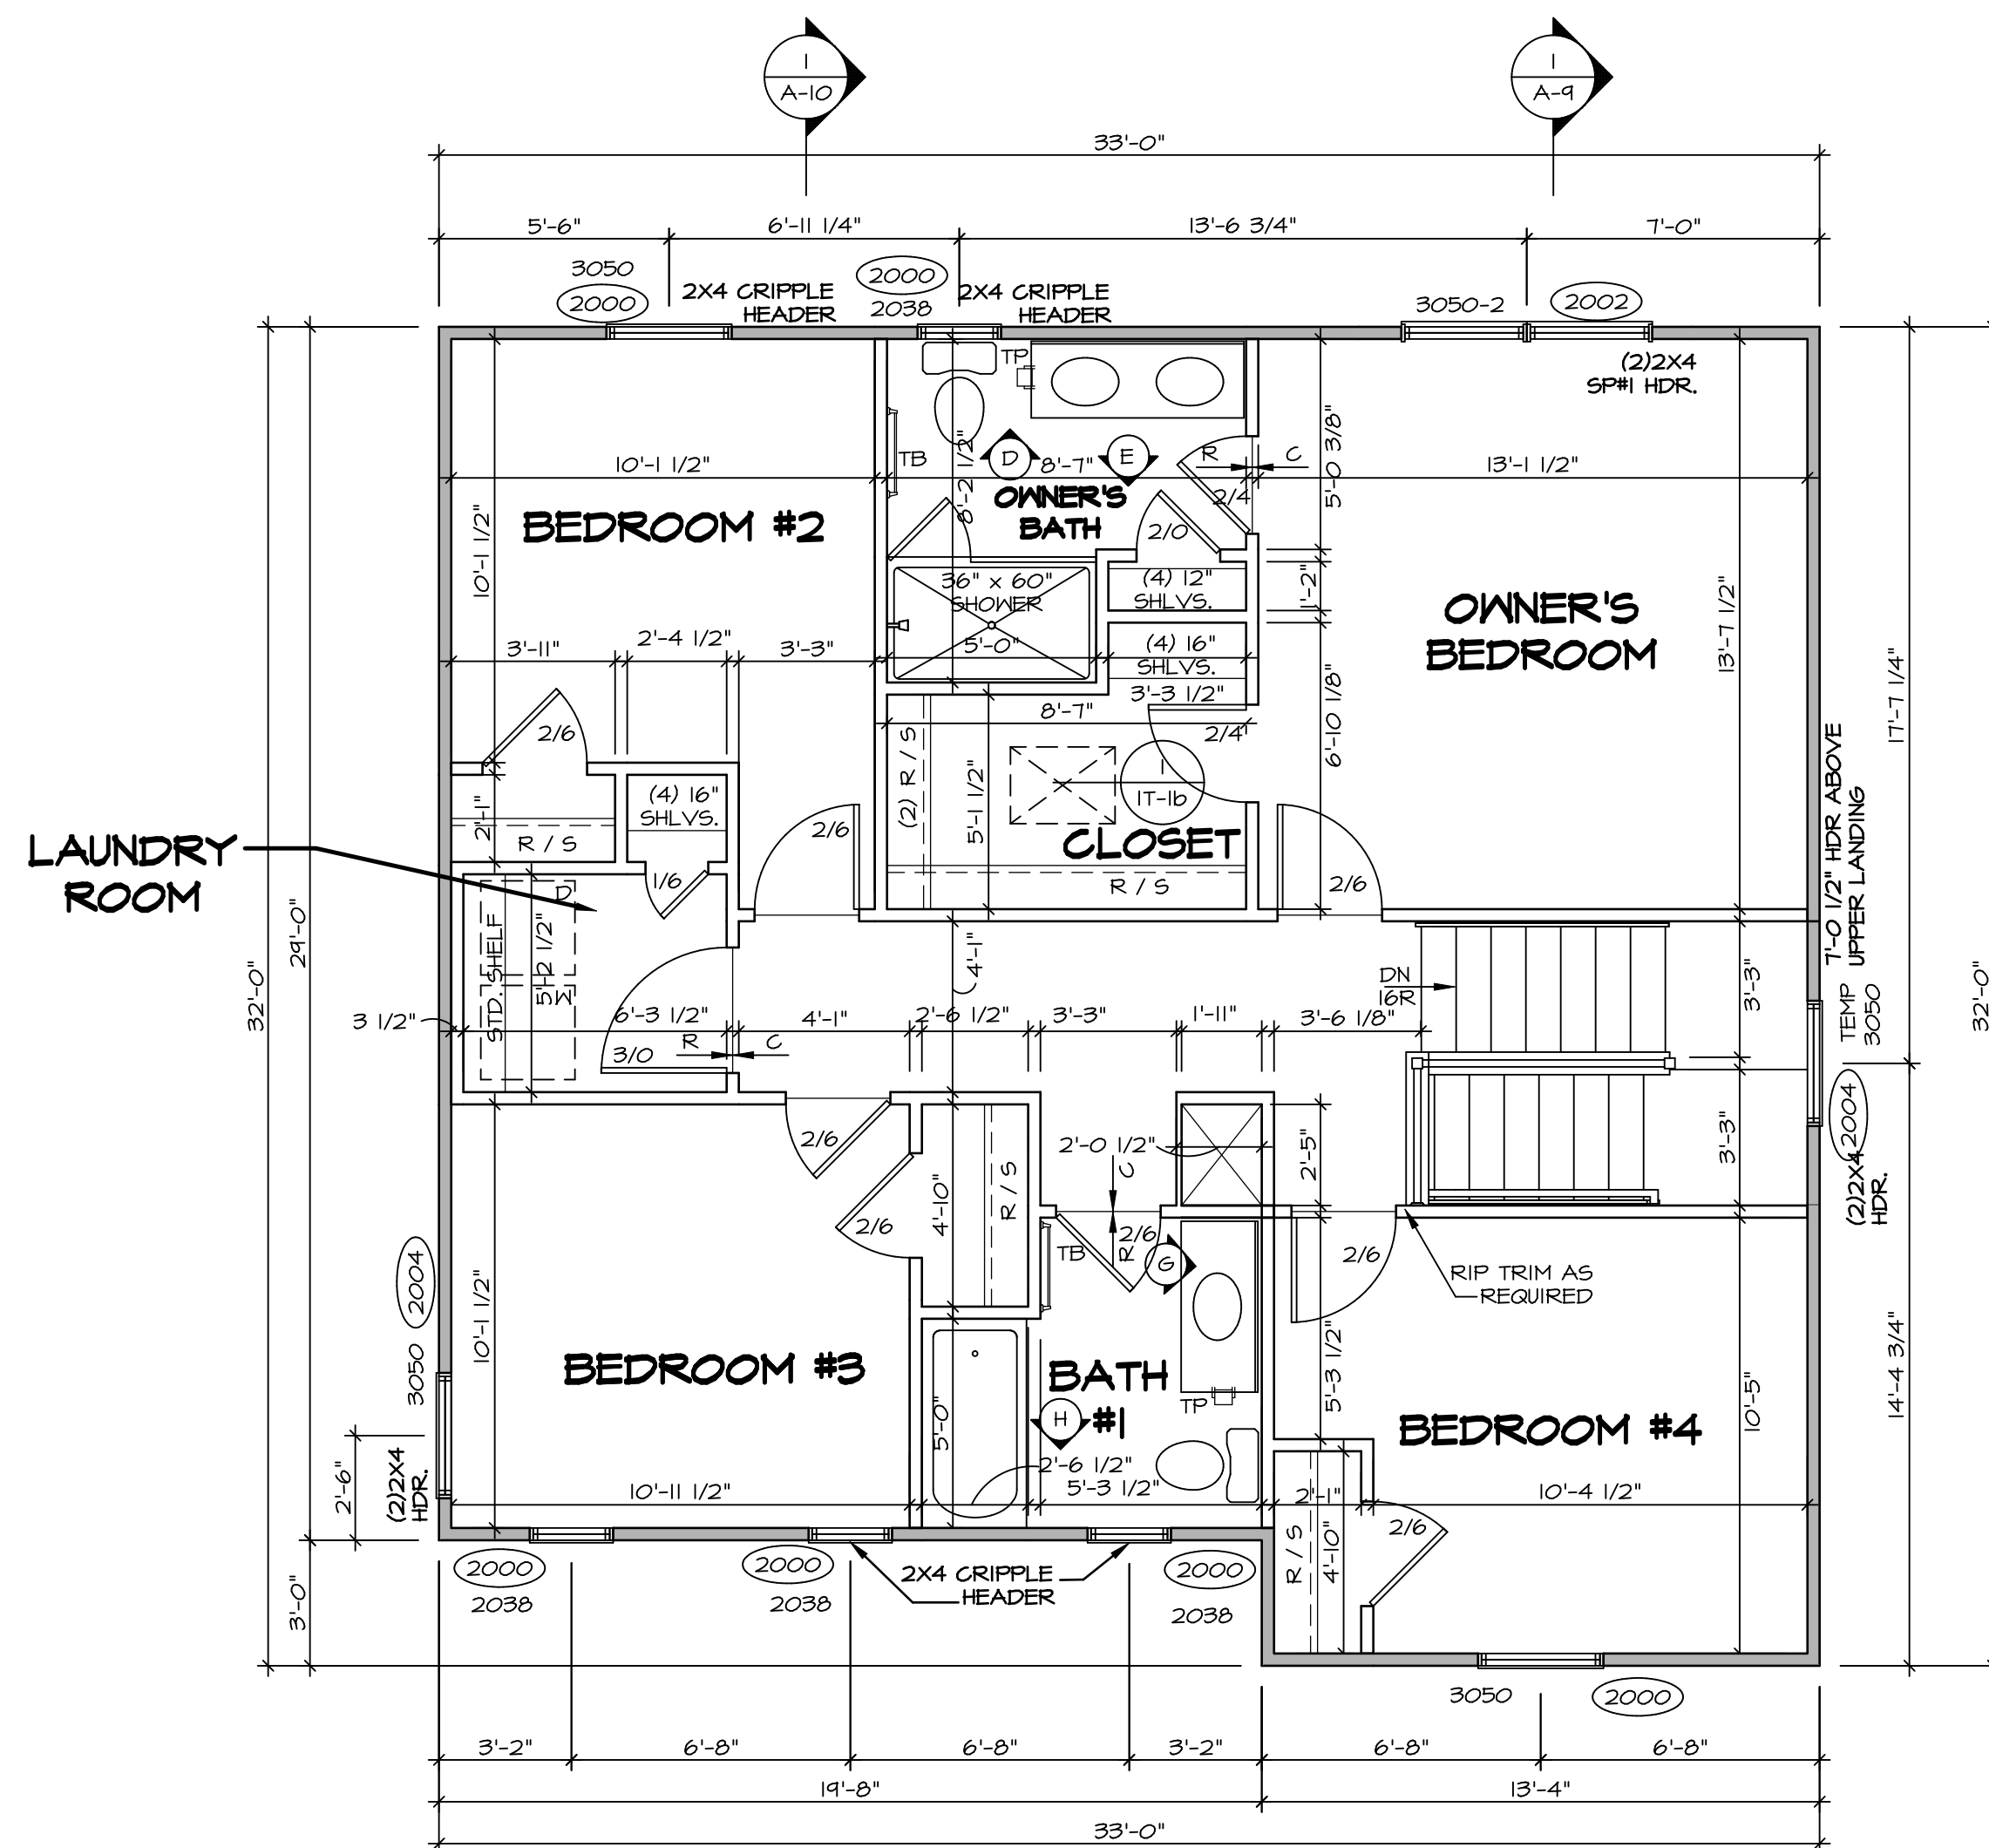 1
A-10
1
A-9
33'-0"
5'-6"
6'-11 1/4"
13'-6 3/4"
7'-0"
3050
2000
2X4 CRIPPLE
HEADER
2000
2038
2X4 CRIPPLE
HEADER
3050-2
2002
(2)2X4
SP#1 HDR.
TP
TB
D
E
R
C
10'-1 1/2"
8'-7"
13'-1 1/2"
5'-0 3/8"
8'-2 1/2"
2/4
OWNER'S
BATH
BEDROOM #2
10'-1 1/2"
2/0
36" x 60"
SHOWER
(4) 12"
SHLVS.
1'-2"
OWNER'S
BEDROOM
13'-7 1/2"
17'-7 1/4"
3'-11"
2'-4 1/2"
3'-3"
5'-0"
(4) 16"
SHLVS.
3'-3 1/2"
8'-7"
2/4
6'-10 1/8"
2/6
(2) R / S
5'-1 1/2"
1
1T-1b
CLOSET
R / S
7'-0 1/2" HDR ABOVE
UPPER LANDING
(4) 16"
SHLVS.
2'-1"
R / S
2/6
2/6
LAUNDRY
ROOM
1/6
D
W
STD. SHELF
5'-2 1/2"
29'-0"
32'-0"
4'-1"
DN
16R
3'-3"
TEMP
3050
32'-0"
3 1/2"
6'-3 1/2"
4'-1"
2'-6 1/2"
3'-3"
1'-11"
3'-6 1/8"
3/0
R
C
2004
(2)2X4
HDR.
2/6
2'-0 1/2"
2'-5"
3'-3"
C
R
4'-10"
R / S
2/6
2/6
TB
G
2/6
RIP TRIM AS
REQUIRED
2004
3050
10'-1 1/2"
BEDROOM #3
BATH
#1
H
TP
5'-3 1/2"
BEDROOM #4
10'-5"
14'-4 3/4"
5'-0"
2'-6"
(2)2X4
HDR.
10'-11 1/2"
2'-6 1/2"
5'-3 1/2"
2'-1"
10'-4 1/2"
R / S
4'-10"
2/6
2000
2038
2000
2038
2X4 CRIPPLE
HEADER
2000
2038
3'-0"
3050
2000
3'-2"
6'-8"
6'-8"
3'-2"
6'-8"
6'-8"
19'-8"
13'-4"
33'-0"